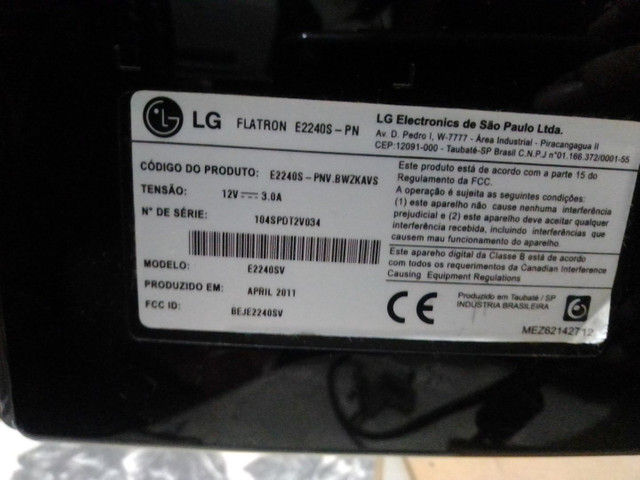 LG FLATRON E2240S-PN
LG Electronics de São Paulo Ltda.
Av. D. Pedro I, W-7777 - Área Industrial - Piracangagua II
CEP:12091-000 - Taubaté-SP Brasil C.N.P.J n°01.166.372/0001-55
CÓDIGO DO PRODUTO: E2240S-PNV.BWZKAVS
TENSÃO: 12V 3.0A
N° DE SÉRIE: 104SPDT2V034
MODELO: E2240SV
PRODUZIDO EM: APRIL 2011
FCC ID: BEJE2240SV
Este produto está de acordo com a parte 15 do
Regulamento da FCC.
A operação é sujeita as seguintes condições:
(1) este aparelho não cause nenhuma interferência
prejudicial e (2) este aparelho deve aceitar qualquer
interferência recebida, incluindo interferências que
causem mau funcionamento do aparelho.
Este aparelho digital da Classe B está de acordo
com todos os requerimentos da Canadian Interference
Causing Equipment Regulations
CE
Produzido em Taubaté / SP
INDÚSTRIA BRASILEIRA
MEZ62142712